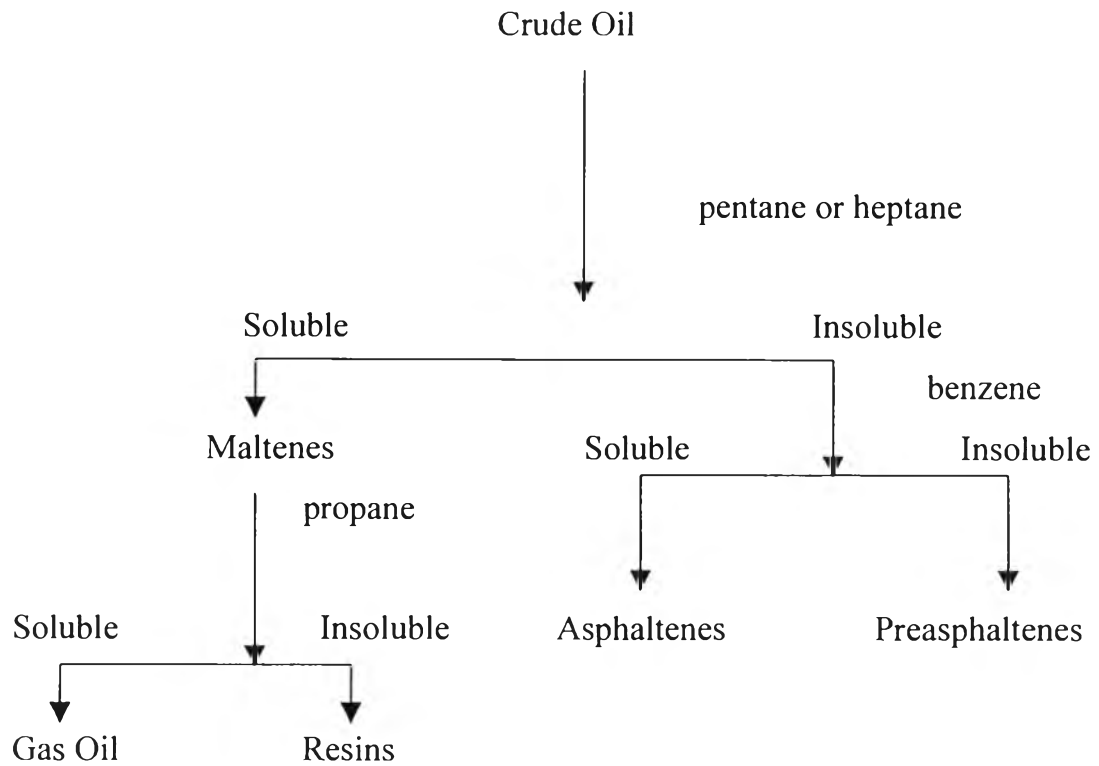 Crude Oil
pentane or heptane
Soluble
Insoluble
benzene
Maltenes
Soluble
Insoluble
propane
Soluble
Insoluble
Asphaltenes
Preasphaltenes
Gas Oil
Resins